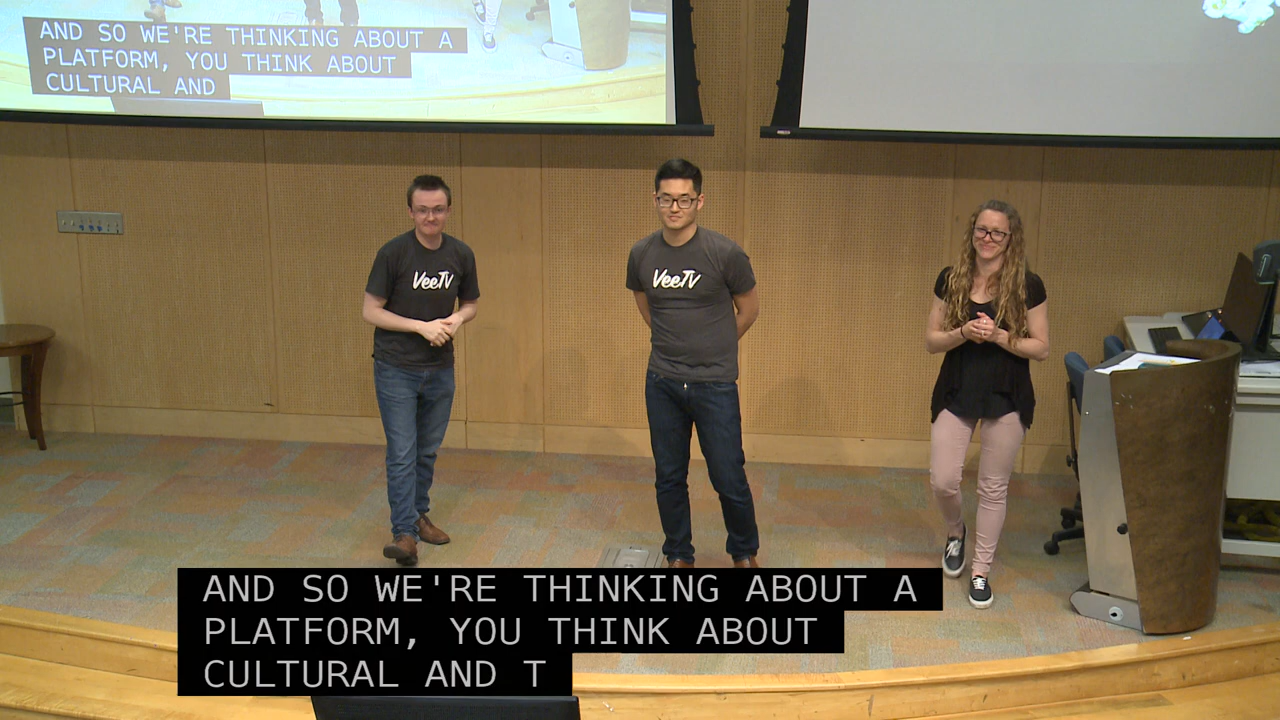 AND SO WE'RE THINKING ABOUT A
PLATFORM, YOU THINK ABOUT
CULTURAL AND
VeeTV
VeeTV
AND SO WE'RE THINKING ABOUT A
PLATFORM, YOU THINK ABOUT
CULTURAL AND T